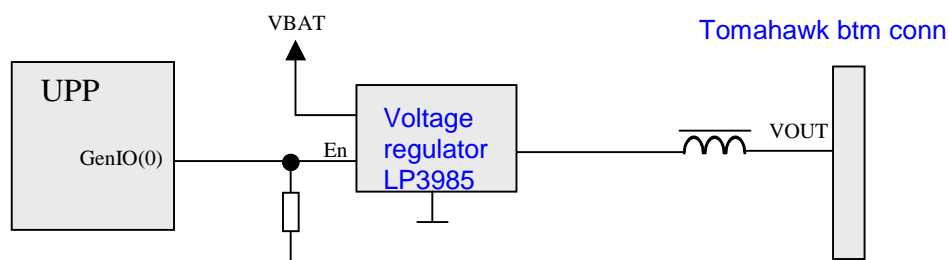 VBAT
Tomahawk btm conn
UPP
Voltage
regulator
LP3985
VOUT
GenIO(0)
En